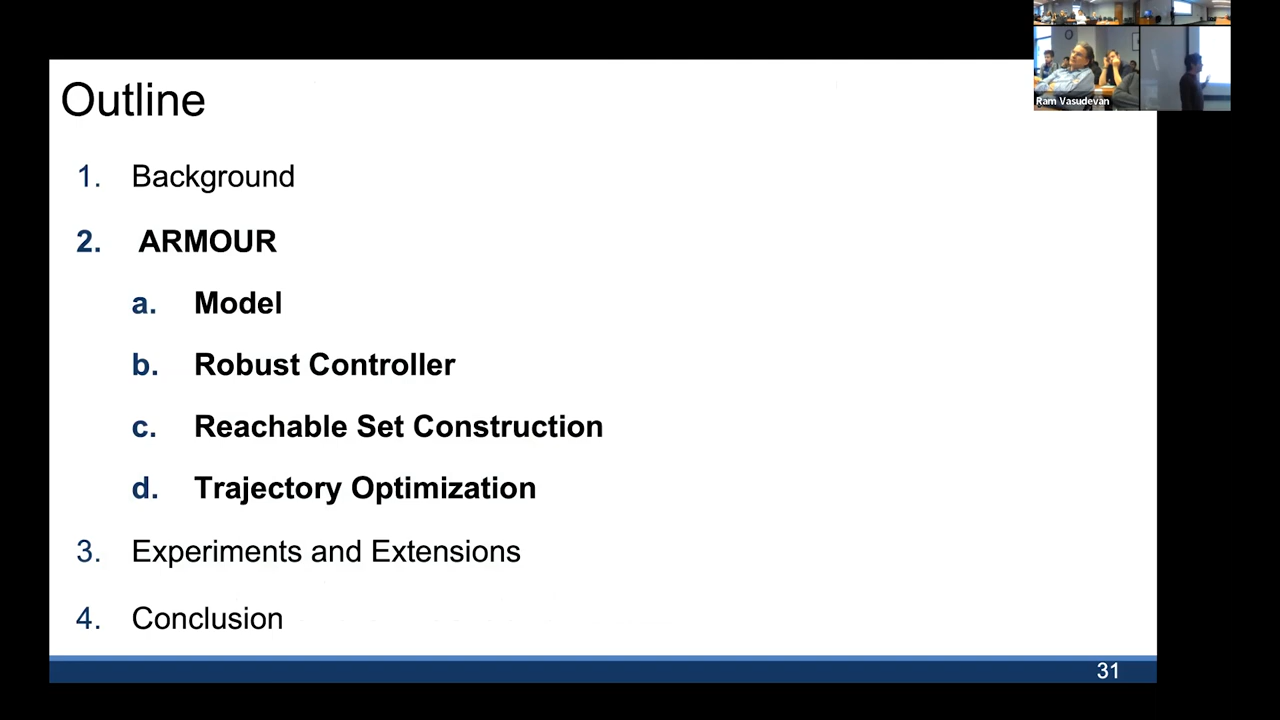 Outline
Ram Vasudevan
1. Background
2. ARMOUR
a. Model
b. Robust Controller
c. Reachable Set Construction
d. Trajectory Optimization
3. Experiments and Extensions
4. Conclusion
31